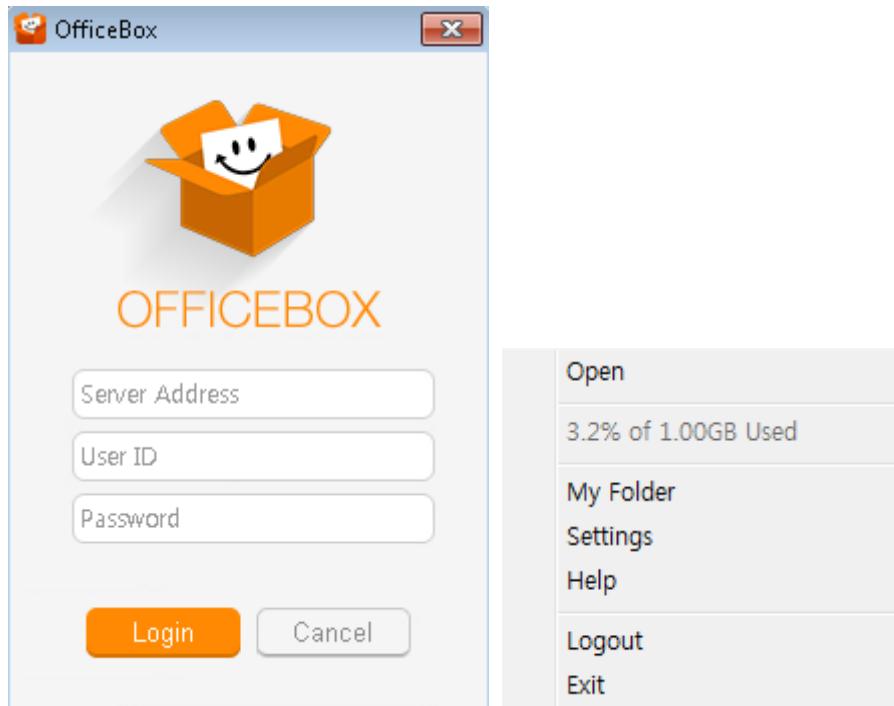 OfficeBox
OFFICEBOX
Server Address
User ID
Password
Login
Cancel
Open
3.2% of 1.00GB Used
My Folder
Settings
Help
Logout
Exit